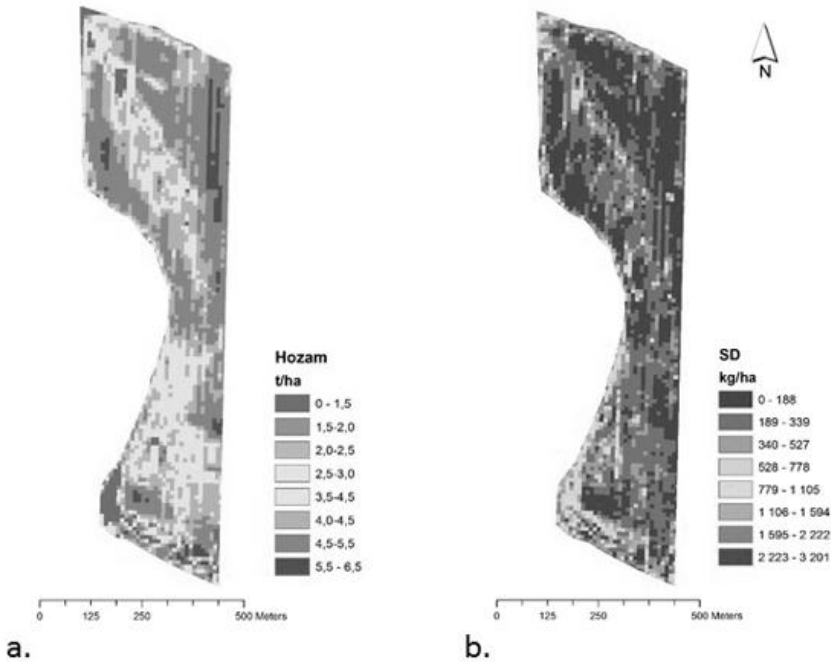 N
Hozam
t/ha
0 - 1,5
1,5-2,0
2,0-2,5
2,5-3,0
3,5-4,5
4,0-4,5
4,5-5,5
5,5 - 6,5
0 125 250 500 Meters
a.
SD
kg/ha
0 - 188
189 - 339
340 - 527
528 - 778
779 - 1 105
1 106 - 1 594
1 595 - 2 222
2 223 - 3 201
0 125 250 500 Meters
b.